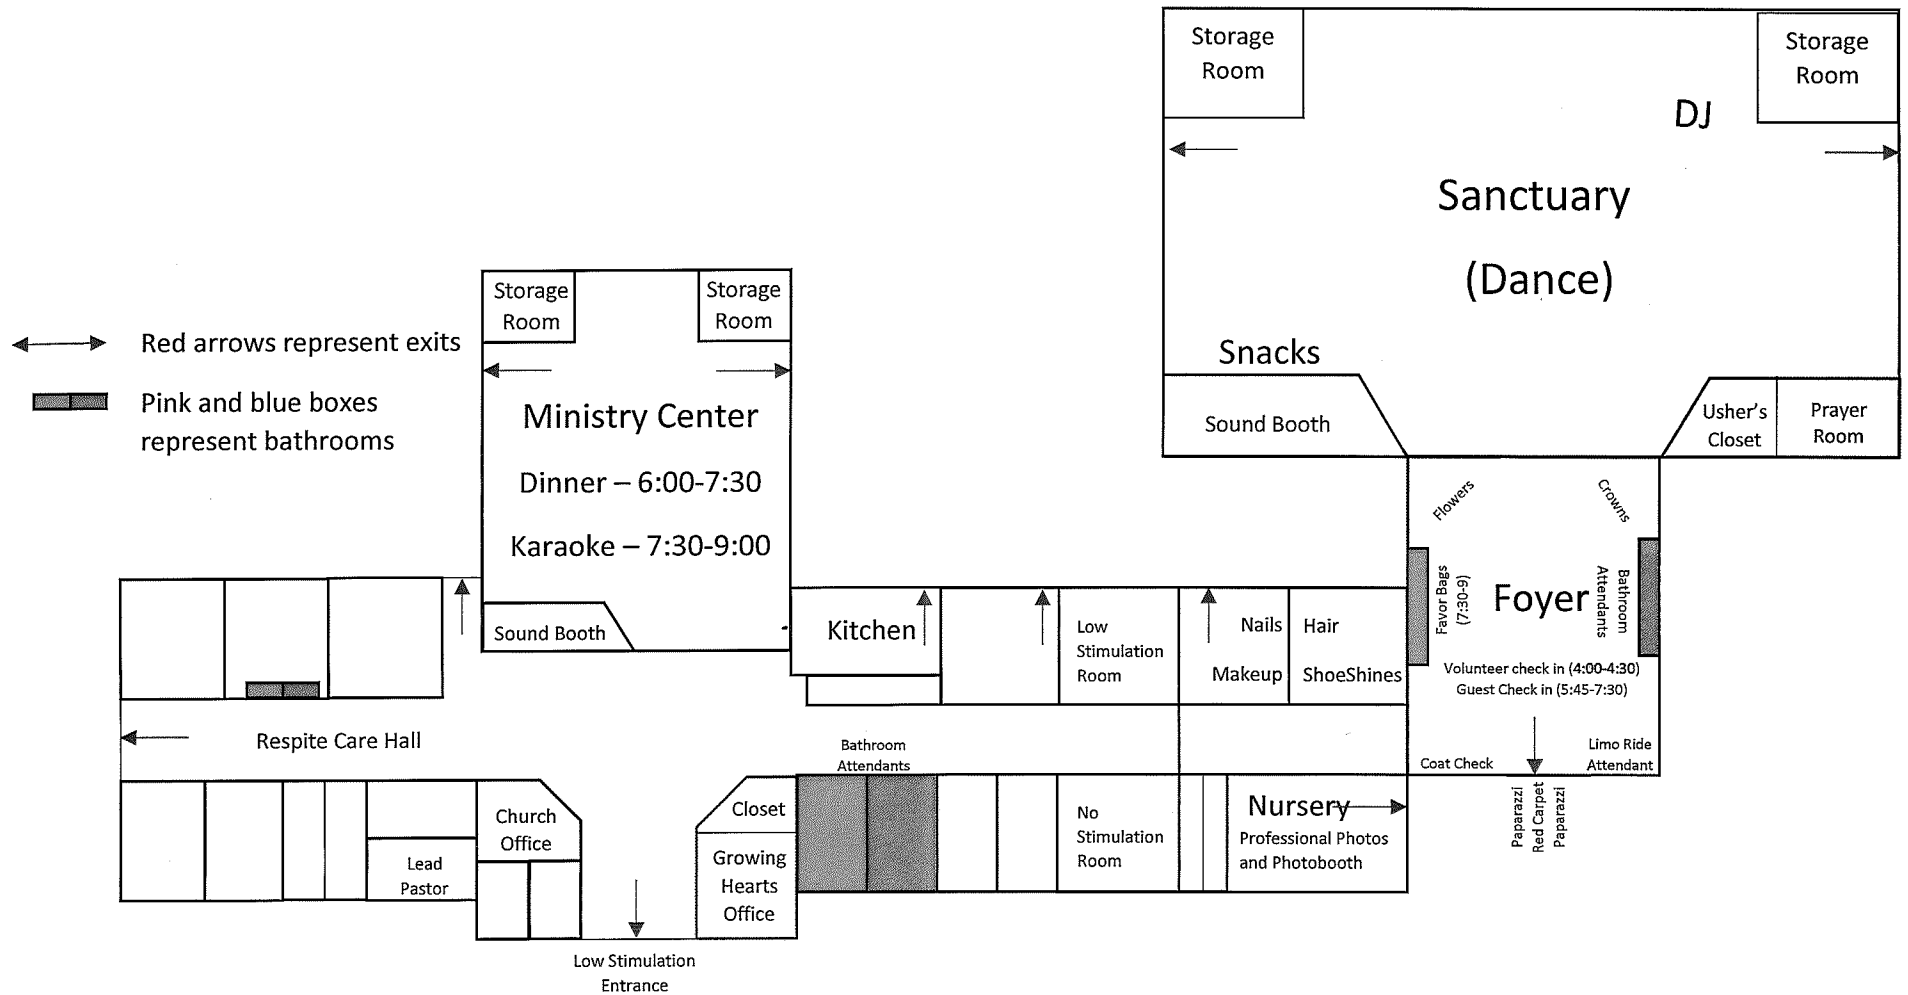 Storage
Room
Storage
Room
DJ
Sanctuary
(Dance)
Snacks
Sound Booth
Usher's
Closet
Prayer
Room
Red arrows represent exits
Pink and blue boxes
represent bathrooms
Storage
Room
Storage
Room
Ministry Center
Dinner – 6:00-7:30
Karaoke – 7:30-9:00
Sound Booth
Kitchen
Low
Stimulation
Room
Nails
Makeup
Hair
ShoeShines
Flowers
Crowns
Favor Bags
(7:30-9)
Foyer
Bathroom
Attendants
Volunteer check in (4:00-4:30)
Guest Check in (5:45-7:30)
Coat Check
Limo Ride
Attendant
Paparazzi
Red Carpet
Paparazzi
Respite Care Hall
Bathroom
Attendants
Lead
Pastor
Church
Office
Closet
Growing
Hearts
Office
No
Stimulation
Room
Nursery
Professional Photos
and Photobooth
Low Stimulation
Entrance